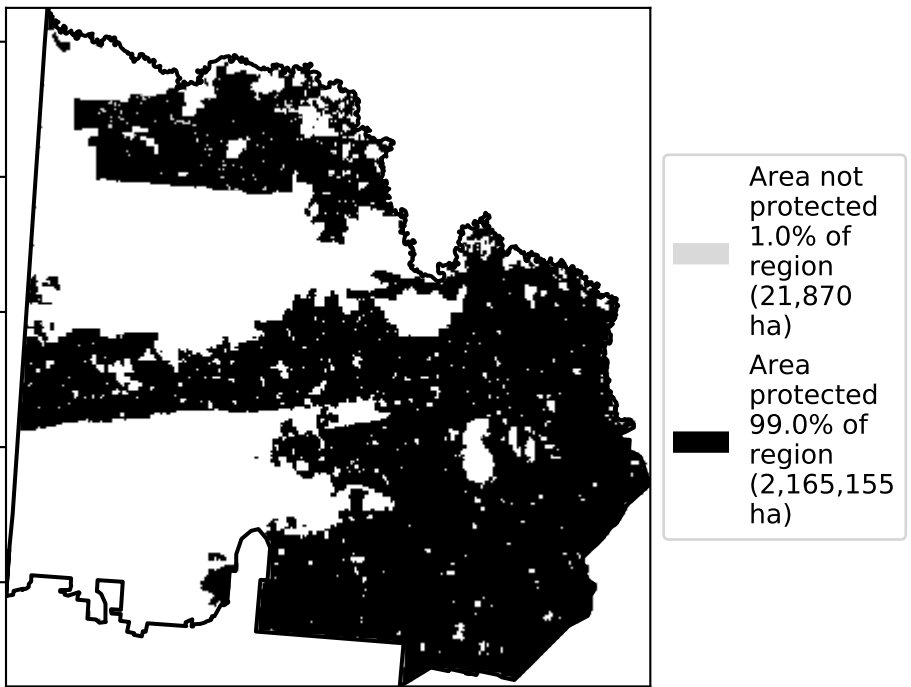 Area not
protected
1.0% of
region
(21,870
ha)
Area
protected
99.0% of
region
(2,165,155
ha)